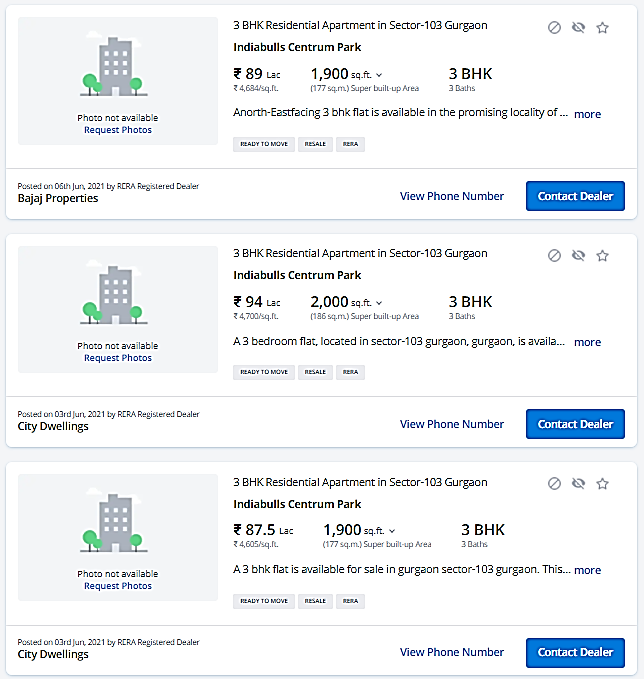 3 BHK Residential Apartment in Sector-103 Gurgaon
Indiabulls Centrum Park
₹ 89 Lac 1,900 sq.ft. 3 BHK
₹ 4,684/sq.ft. (177 sq.m.) Super built-up Area 3 Baths
Photo not available
Request Photos
Anorth-Eastfacing 3 bhk flat is available in the promising locality of ... more
READY TO MOVE RESALE RERA
Posted on 06th Jun, 2021 by RERA Registered Dealer
Bajaj Properties
View Phone Number Contact Dealer
3 BHK Residential Apartment in Sector-103 Gurgaon
Indiabulls Centrum Park
₹ 94 Lac 2,000 sq.ft. 3 BHK
₹ 4,700/sq.ft. (186 sq.m.) Super built-up Area 3 Baths
Photo not available
Request Photos
A 3 bedroom flat, located in sector-103 gurgaon, gurgaon, is availa... more
READY TO MOVE RESALE RERA
Posted on 03rd Jun, 2021 by RERA Registered Dealer
City Dwellings
View Phone Number Contact Dealer
3 BHK Residential Apartment in Sector-103 Gurgaon
Indiabulls Centrum Park
₹ 87.5 Lac 1,900 sq.ft. 3 BHK
₹ 4,605/sq.ft. (177 sq.m.) Super built-up Area 3 Baths
Photo not available
Request Photos
A 3 bhk flat is available for sale in gurgaon sector-103 gurgaon. This... more
READY TO MOVE RESALE RERA
Posted on 03rd Jun, 2021 by RERA Registered Dealer
City Dwellings
View Phone Number Contact Dealer